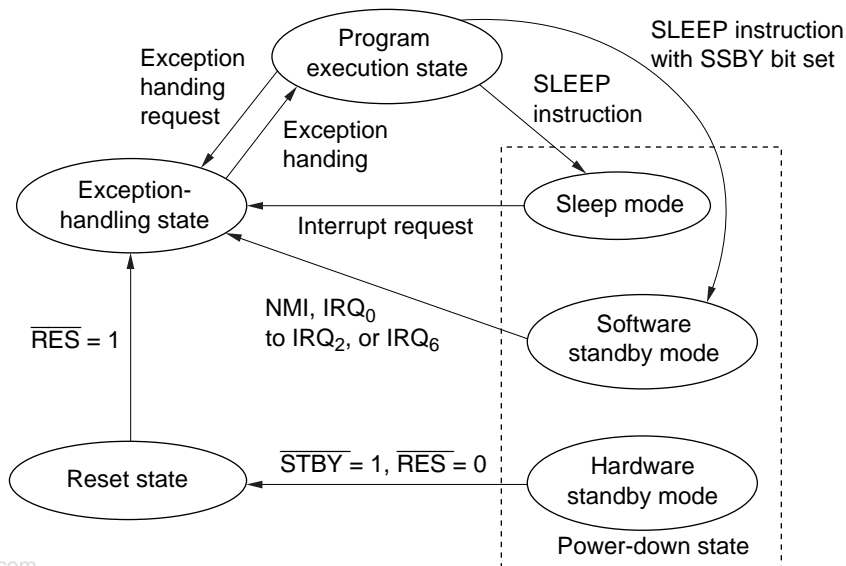 Program
execution state
SLEEP instruction
with SSBY bit set
Exception
handing
request
SLEEP
instruction
Exception
handing
Exception-
handling state
Sleep mode
Interrupt request
NMI, IRQ0
to IRQ2, or IRQ6
Software
standby mode
RES = 1
Reset state
STBY = 1, RES = 0
Hardware
standby mode
Power-down state
com